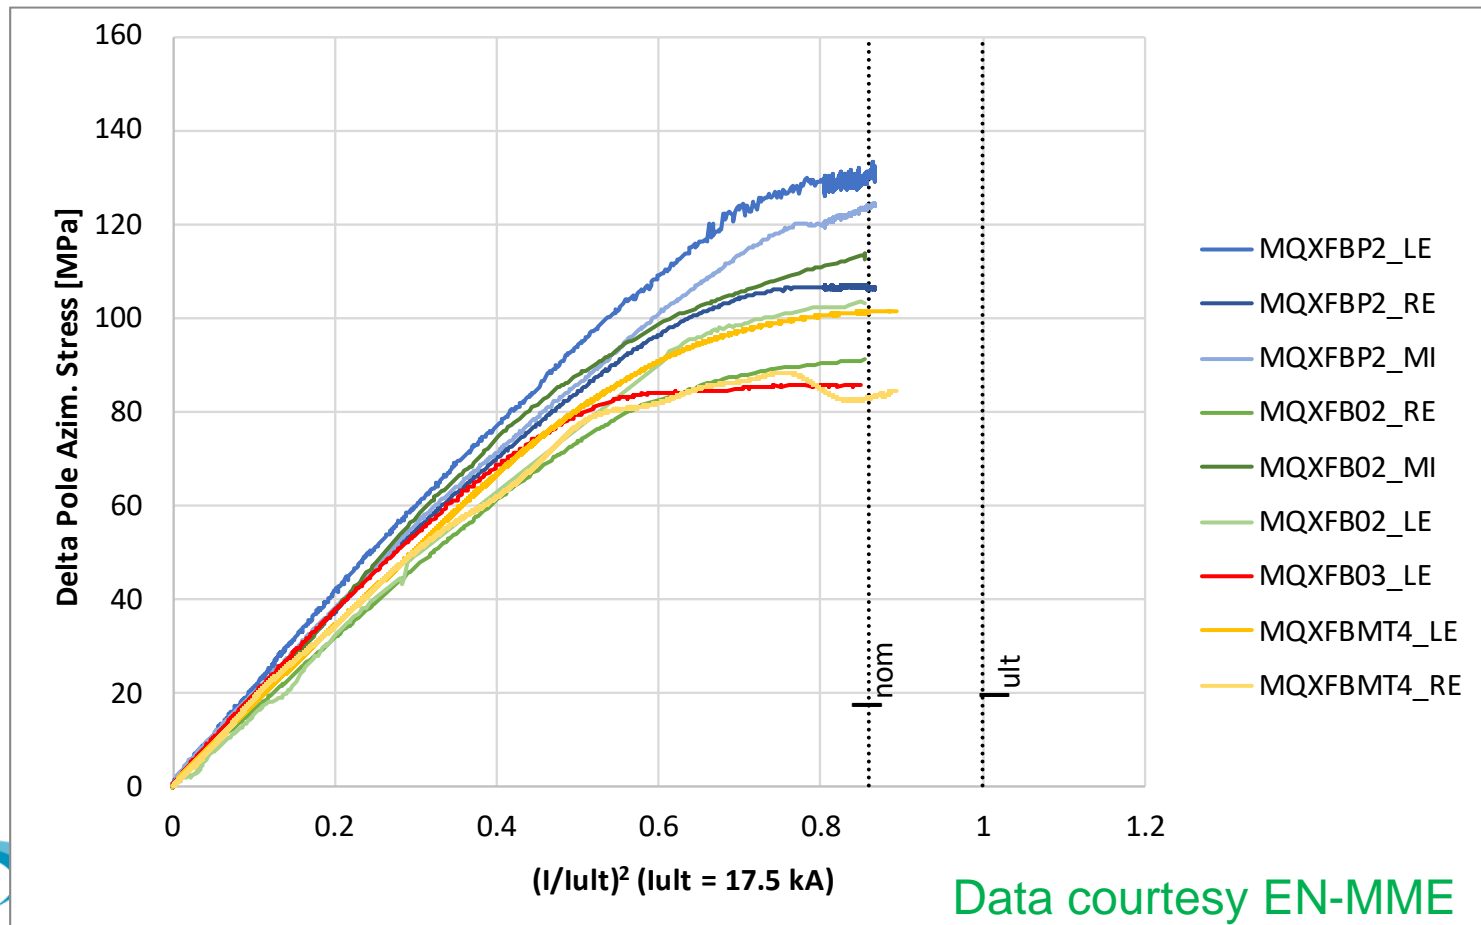 160
140
120
100
80
60
40
20
0
Delta Pole Azim. Stress [MPa]
0 0.2 0.4 0.6 0.8 1 1.2
(I/Iult)² (Iult = 17.5 kA)
Inom
Iult
MQXFBP2_LE
MQXFBP2_RE
MQXFBP2_MI
MQXFB02_RE
MQXFB02_MI
MQXFB02_LE
MQXFB03_LE
MQXFBMT4_LE
MQXFBMT4_RE
Data courtesy EN-MME